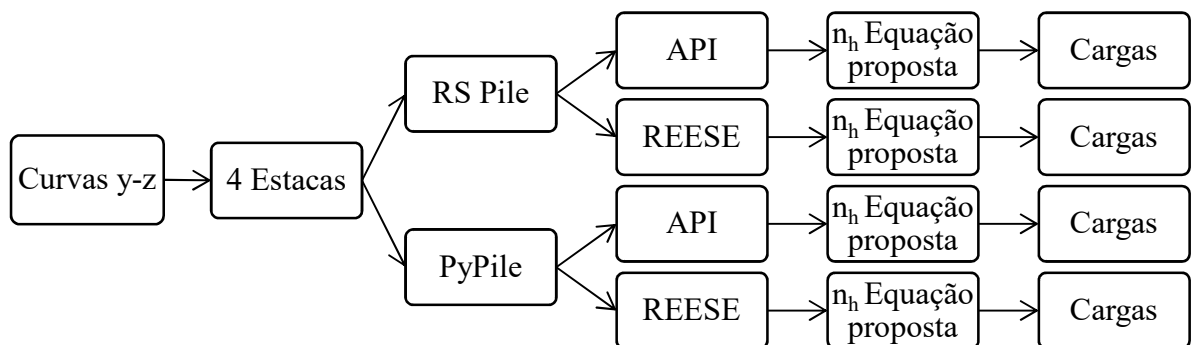 API
n_h Equação
proposta
Cargas
RS Pile
REESE
n_h Equação
proposta
Cargas
Curvas y-z
4 Estacas
API
n_h Equação
proposta
Cargas
PyPile
REESE
n_h Equação
proposta
Cargas